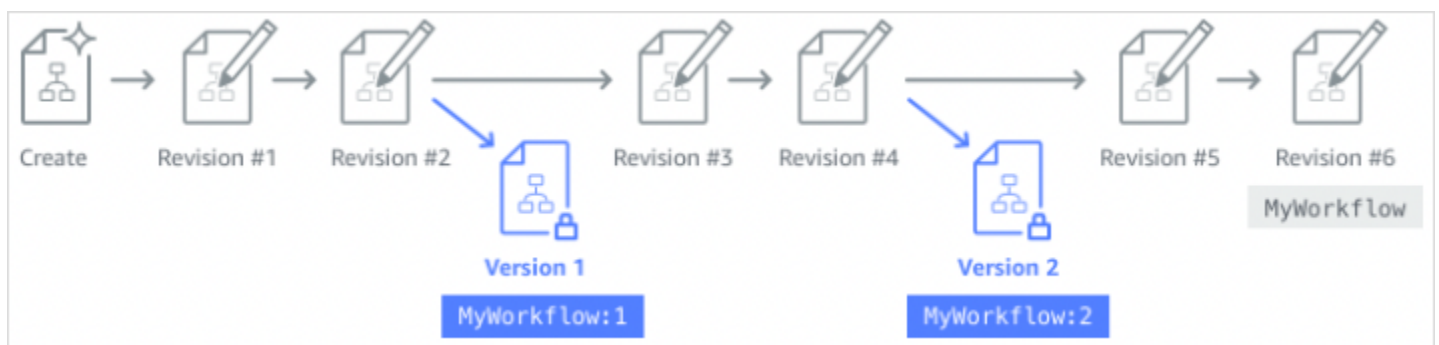 Create
Revision #1
Revision #2
Revision #3
Revision #4
Revision #5
Revision #6
MyWorkflow
Version 1
Version 2
MyWorkflow:1
MyWorkflow:2